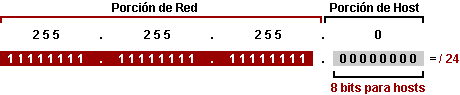 Porción de Red Porción de Host
255 . 255 . 255 . 0
11111111 . 11111111 . 11111111 . 00000000 = / 24
8 bits para hosts